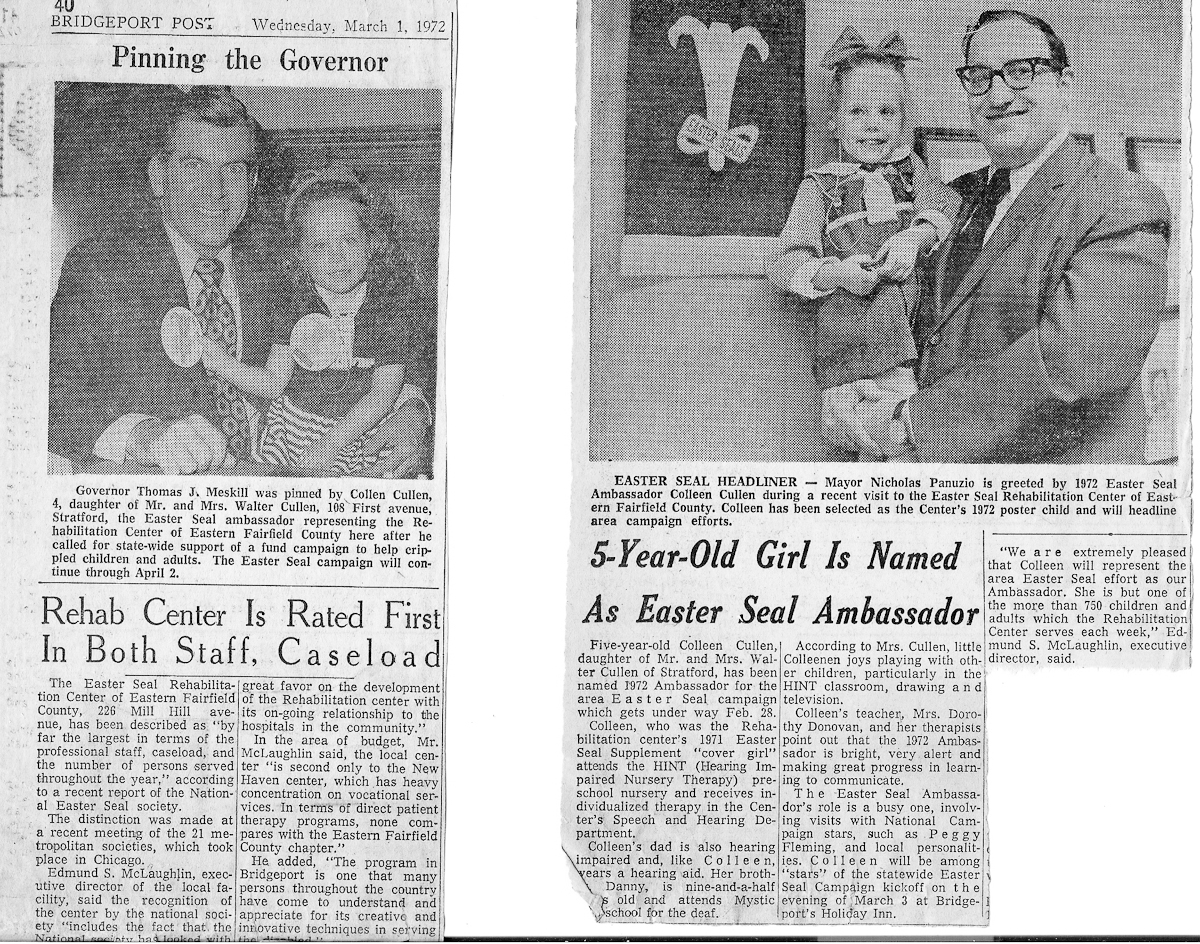 40
BRIDGEPORT POST Wednesday, March 1, 1972
Pinning the Governor
Governor Thomas J. Meskill was pinned by Collen Cullen,
4, daughter of Mr. and Mrs. Walter Cullen, 108 First avenue,
Stratford, the Easter Seal ambassador representing the Re-
habilitation Center of Eastern Fairfield County here after he
called for state-wide support of a fund campaign to help crip-
pled children and adults. The Easter Seal campaign will con-
tinue through April 2.
Rehab Center Is Rated First
In Both Staff, Caseload
The Easter Seal Rehabilita-
tion Center of Eastern Fairfield
County, 226 Mill Hill ave-
nue, has been described as "by
far the largest in terms of the
professional staff, caseload, and
the number of persons served
throughout the year," according
to a recent report of the Nation-
al Easter Seal society.
The distinction was made at
a recent meeting of the 21 me-
tropolitan societies, which took
place in Chicago.
Edmund S. McLaughlin, exec-
utive director of the local fa-
cility, said the recognition of
the center by the national soci-
ety "includes the fact that the
National society has looked with
great favor on the development
of the Rehabilitation center with
its on-going relationship to the
hospitals in the community."
In the area of budget, Mr.
McLaughlin said, the local cen-
ter "is second only to the New
Haven center, which has heavy
concentration on vocational ser-
vices. In terms of direct patient
therapy programs, none com-
pares with the Eastern Fairfield
County chapter."
He added, "The program in
Bridgeport is one that many
persons throughout the country
have come to understand and
appreciate for its creative and
innovative techniques in serving
the disabled."
EASTER SEAL
EASTER SEAL HEADLINER — Mayor Nicholas Panuzio is greeted by 1972 Easter Seal
Ambassador Colleen Cullen during a recent visit to the Easter Seal Rehabilitation Center of East-
ern Fairfield County. Colleen has been selected as the Center's 1972 poster child and will headline
area campaign efforts.
5-Year-Old Girl Is Named
As Easter Seal Ambassador
Five-year-old Colleen Cullen,
daughter of Mr. and Mrs. Wal-
ter Cullen of Stratford, has been
named 1972 Ambassador for the
area Easter Seal campaign
which gets under way Feb. 28.
Colleen, who was the Reha-
bilitation center's 1971 Easter
Seal Supplement "cover girl"
attends the HINT (Hearing Im-
paired Nursery Therapy) pre-
school nursery and receives in-
dividualized therapy in the Cen-
ter's Speech and Hearing De-
partment.
Colleen's dad is also hearing
impaired and, like Colleen,
years a hearing aid. Her broth-
Danny, is nine-and-a-half
s old and attends Mystic
school for the deaf.
According to Mrs. Cullen, little
Colleenen joys playing with oth-
er children, particularly in the
HINT classroom, drawing and
television.
Colleen's teacher, Mrs. Doro-
thy Donovan, and her therapists
point out that the 1972 Ambas-
sador is bright, very alert and
making great progress in learn-
ing to communicate.
The Easter Seal Ambassa-
dor's role is a busy one, involv-
ing visits with National Cam-
paign stars, such as Peggy
Fleming, and local personalit-
ies. Colleen will be among
"stars" of the statewide Easter
Seal Campaign kickoff on the
evening of March 3 at Bridge-
port's Holiday Inn.
"We are extremely pleased
that Colleen will represent the
area Easter Seal effort as our
Ambassador. She is but one of
the more than 750 children and
adults which the Rehabilitation
Center serves each week," Ed-
mund S. McLaughlin, executive
director, said.